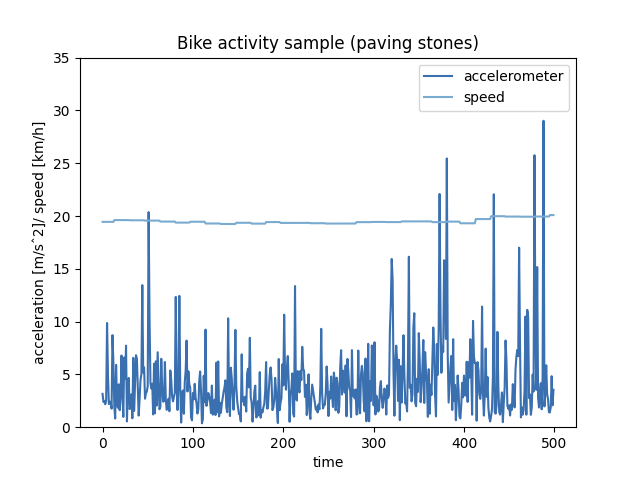 Bike activity sample (paving stones)
accelerometer
speed
35
30
25
20
15
10
5
0
acceleration [m/s^2]/ speed [km/h]
0 100 200 300 400 500
time